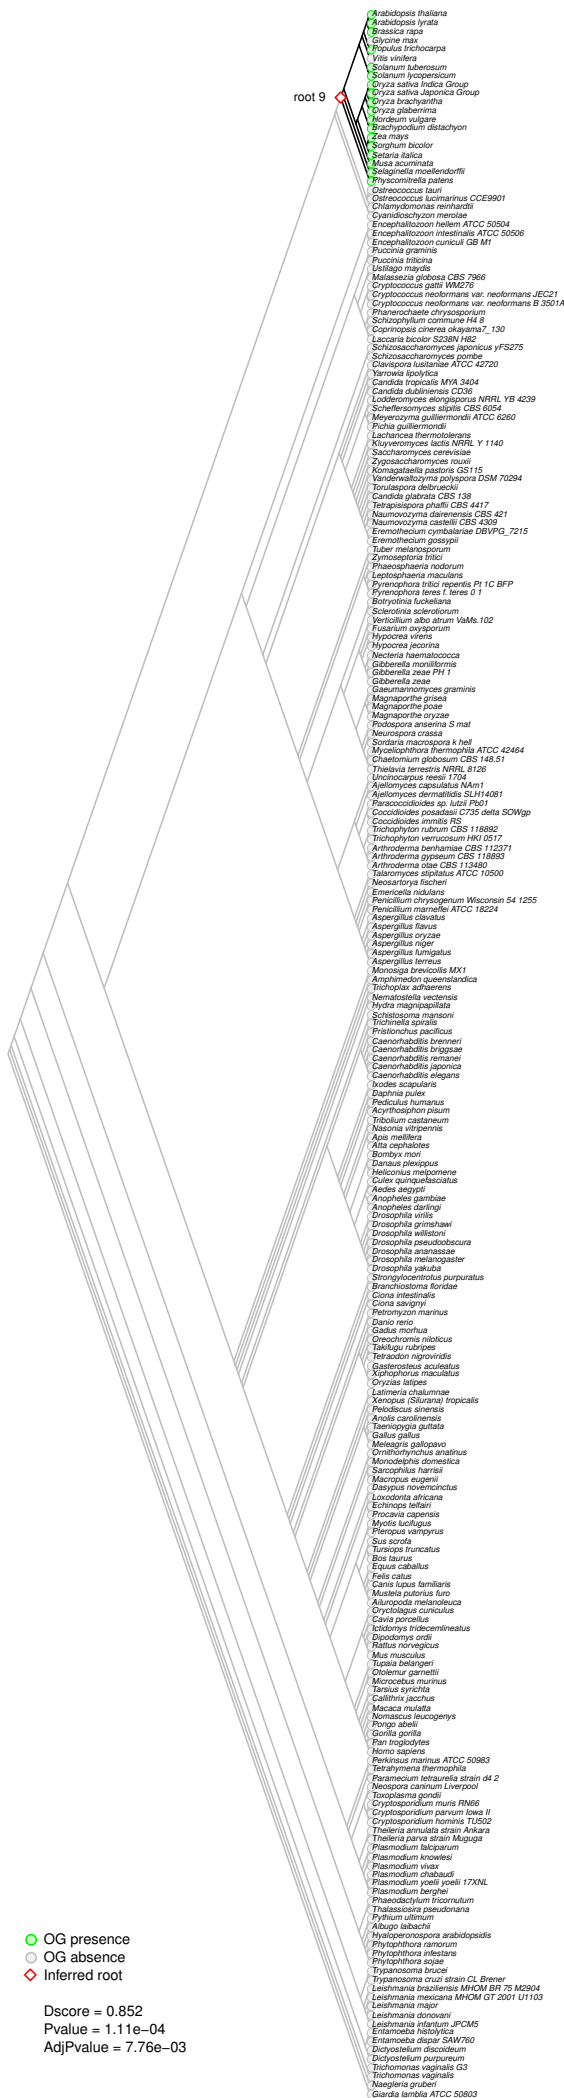 Arabidopsis thaliana
Arabidopsis lyrata
Brassica rapa
Glycine max
Populus trichocarpa
Vitis vinifera
Solanum tuberosum
Solanum lycopersicum
Oryza sativa Indica Group
Oryza sativa Japonica Group
root 9
Oryza brachyantha
Oryza glaberrima
Hordeum vulgare
Brachypodium distachyon
Zea mays
Sorghum bicolor
Setaria italica
Musa acuminata
Selaginella moellendorffii
Physcomitrella patens
Ostreococcus tauri
Ostreococcus lucimarinus CCE9901
Chlamydomonas reinhardtii
Cyanidioschyzon merolae
Encephalitozoon hellem ATCC 50504
Encephalitozoon intestinalis ATCC 50506
Encephalitozoon cuniculi GB M1
Puccinia graminis
Puccinia triticina
Ustilago maydis
Malassezia globosa CBS 7966
Cryptococcus gattii WM276
Cryptococcus neoformans var. neoformans JEC21
Cryptococcus neoformans var. neoformans B 3501A
Phanerochaete chrysosporium
Schizophyllum commune H4 8
Coprinopsis cinerea okayama7_130
Laccaria bicolor S238N H82
Schizosaccharomyces japonicus yFS275
Schizosaccharomyces pombe
Clavispora lusitaniae ATCC 42720
Yarrowia lipolytica
Candida tropicalis MYA 3404
Candida dubliniensis CD36
Lodderomyces elongisporus NRRL YB 4239
Scheffersomyces stipitis CBS 6054
Meyerozyma guilliermondii ATCC 6260
Pichia guilliermondii
Lachancea thermotolerans
Kluyveromyces lactis NRRL Y 1140
Saccharomyces cerevisiae
Zygosaccharomyces rouxii
Komagataella pastoris GS115
Vanderwaltozyma polyspora DSM 70294
Torulaspora delbrueckii
Candida glabrata CBS 138
Tetrapisispora phaffii CBS 4417
Naumovozyma dairenensis CBS 421
Naumovozyma castellii CBS 4309
Eremothecium cymbalariae DBVPG_7215
Eremothecium gossypii
Tuber melanosporum
Zymoseptoria tritici
Phaeosphaeria nodorum
Leptosphaeria maculans
Pyrenophora tritici repentis Pt 1C BFP
Pyrenophora teres f. teres 0 1
Botryotinia fuckeliana
Sclerotinia sclerotiorum
Verticillium albo atrum VaMs.102
Fusarium oxysporum
Hypocrea virens
Hypocrea jecorina
Necteria haematococca
Gibberella moniliformis
Gibberella zeae PH 1
Gibberella zeae
Gaeumannomyces graminis
Magnaporthe grisea
Magnaporthe poae
Magnaporthe oryzae
Podospora anserina S mat
Neurospora crassa
Sordaria macrospora k hell
Myceliophthora thermophila ATCC 42464
Chaetomium globosum CBS 148.51
Thielavia terrestris NRRL 8126
Uncinocarpus reesii 1704
Ajellomyces capsulatus NAm1
Ajellomyces dermatitidis SLH14081
Paracoccidioides sp. lutzii Pb01
Coccidioides posadasii C735 delta SOWgp
Coccidioides immitis RS
Trichophyton rubrum CBS 118892
Trichophyton verrucosum HKI 0517
Arthroderma benhamiae CBS 112371
Arthroderma gypseum CBS 118893
Arthroderma otae CBS 113480
Talaromyces stipitatus ATCC 10500
Neosartorya fischeri
Emericella nidulans
Penicillium chrysogenum Wisconsin 54 1255
Penicillium marneffei ATCC 18224
Aspergillus clavatus
Aspergillus flavus
Aspergillus oryzae
Aspergillus niger
Aspergillus fumigatus
Aspergillus terreus
Monosiga brevicollis MX1
Amphimedon queenslandica
Trichoplax adhaerens
Nematostella vectensis
Hydra magnipapillata
Schistosoma mansoni
Trichinella spiralis
Pristionchus pacificus
Caenorhabditis brenneri
Caenorhabditis briggsae
Caenorhabditis remanei
Caenorhabditis japonica
Caenorhabditis elegans
Ixodes scapularis
Daphnia pulex
Pediculus humanus
Acyrthosiphon pisum
Tribolium castaneum
Nasonia vitripennis
Apis mellifera
Atta cephalotes
Bombyx mori
Danaus plexippus
Heliconius melpomene
Culex quinquefasciatus
Aedes aegypti
Anopheles gambiae
Anopheles darlingi
Drosophila virilis
Drosophila grimshawi
Drosophila willistoni
Drosophila pseudoobscura
Drosophila ananassae
Drosophila melanogaster
Drosophila yakuba
Strongylocentrotus purpuratus
Branchiostoma floridae
Ciona intestinalis
Ciona savignyi
Petromyzon marinus
Danio rerio
Gadus morhua
Oreochromis niloticus
Takifugu rubripes
Tetraodon nigroviridis
Gasterosteus aculeatus
Xiphophorus maculatus
Oryzias latipes
Latimeria chalumnae
Xenopus (Silurana) tropicalis
Pelodiscus sinensis
Anolis carolinensis
Taeniopygia guttata
Gallus gallus
Meleagris gallopavo
Ornithorhynchus anatinus
Monodelphis domestica
Sarcophilus harrisii
Macropus eugenii
Dasypus novemcinctus
Loxodonta africana
Echinops telfairi
Procavia capensis
Myotis lucifugus
Pteropus vampyrus
Sus scrofa
Tursiops truncatus
Bos taurus
Equus caballus
Felis catus
Canis lupus familiaris
Mustela putorius furo
Ailuropoda melanoleuca
Oryctolagus cuniculus
Cavia porcellus
Ictidomys tridecemlineatus
Dipodomys ordii
Rattus norvegicus
Mus musculus
Tupaia belangeri
Otolemur garnettii
Microcebus murinus
Tarsius syrichta
Callithrix jacchus
Macaca mulatta
Nomascus leucogenys
Pongo abelii
Gorilla gorilla
Pan troglodytes
Homo sapiens
Perkinsus marinus ATCC 50983
Tetrahymena thermophila
Paramecium tetraurelia strain d4 2
Neospora caninum Liverpool
Toxoplasma gondii
Cryptosporidium muris RN66
Cryptosporidium parvum Iowa II
Cryptosporidium hominis TU502
Theileria annulata strain Ankara
Theileria parva strain Muguga
Plasmodium falciparum
Plasmodium knowlesi
Plasmodium vivax
Plasmodium chabaudi
Plasmodium yoelii yoelii 17XNL
Plasmodium berghei
Phaeodactylum tricornutum
Thalassiosira pseudonana
Pythium ultimum
Albugo laibachii
Hyaloperonospora arabidopsidis
Phytophthora ramorum
Phytophthora infestans
Phytophthora sojae
Trypanosoma brucei
Trypanosoma cruzi strain CL Brener
Leishmania braziliensis MHOM BR 75 M2904
Leishmania mexicana MHOM GT 2001 U1103
Leishmania major
Leishmania donovani
Leishmania infantum JPCM5
Entamoeba histolytica
Entamoeba dispar SAW760
Dictyostelium discoideum
Dictyostelium purpureum
Trichomonas vaginalis G3
Trichomonas vaginalis
Naegleria gruberi
Giardia lamblia ATCC 50803
OG presence
OG absence
Inferred root
Dscore = 0.852
Pvalue = 1.11e−04
AdjPvalue = 7.76e−03